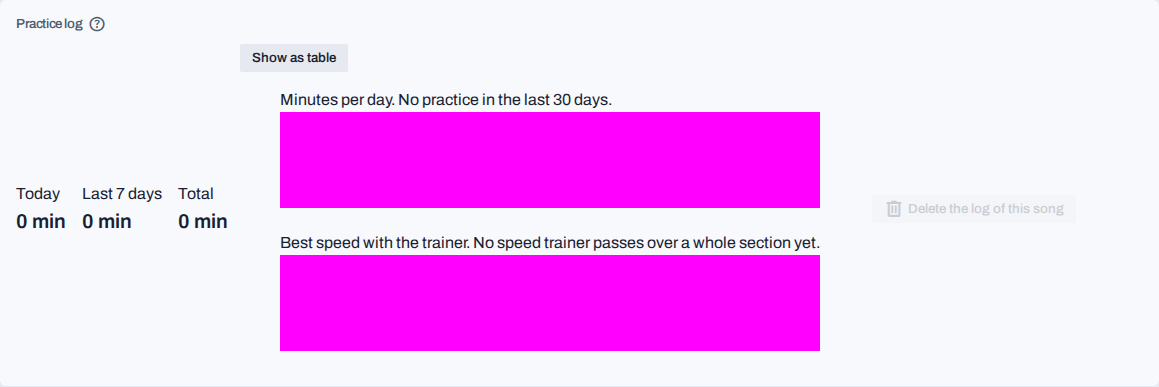 Practice log
Show as table
Minutes per day. No practice in the last 30 days.
Today Last 7 days Total
0 min 0 min 0 min
Delete the log of this song
Best speed with the trainer. No speed trainer passes over a whole section yet.